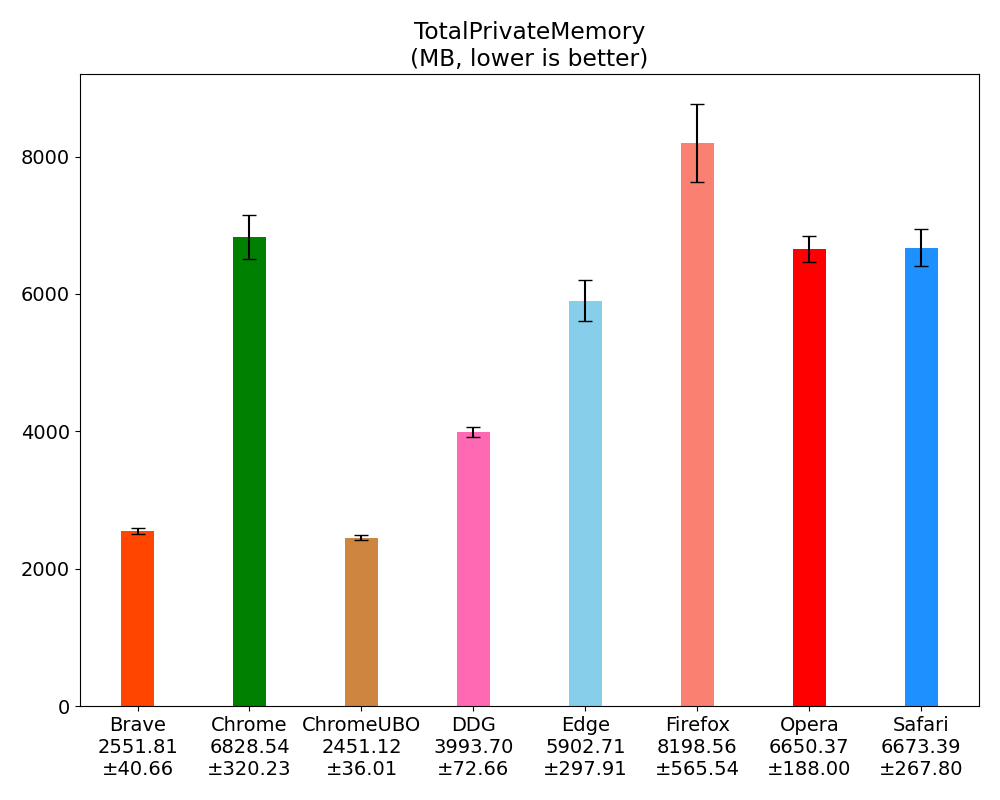 TotalPrivateMemory
(MB, lower is better)
8000
6000
4000
2000
0
Brave Chrome ChromeUBO DDG Edge Firefox Opera Safari
2551.81 6828.54 2451.12 3993.70 5902.71 8198.56 6650.37 6673.39
±40.66 ±320.23 ±36.01 ±72.66 ±297.91 ±565.54 ±188.00 ±267.80